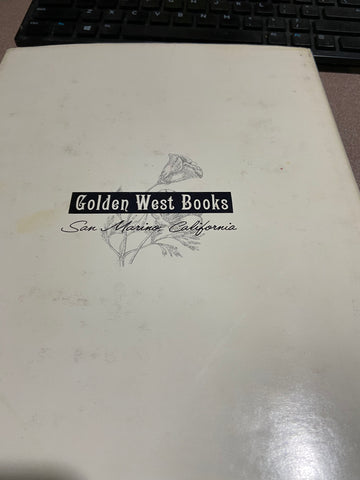 Golden West Books
San Marino, California